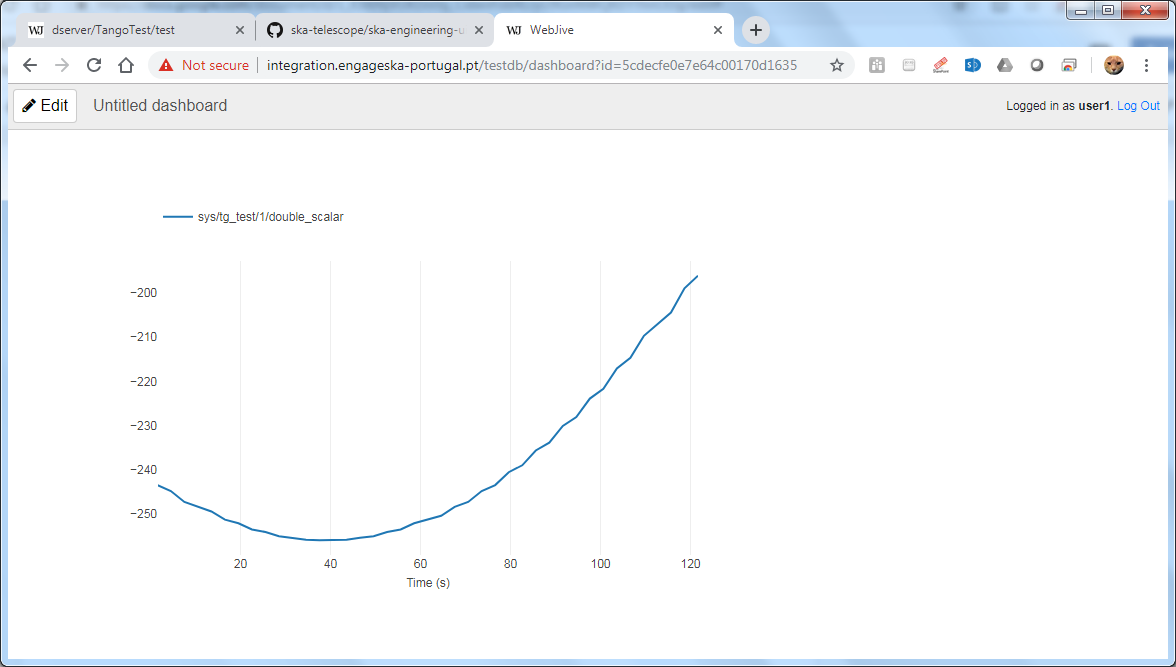 WJ dserver/TangoTest/test
ska-telescope/ska-engineering-u
WJ WebJive
Not secure integration.engageska-portugal.pt/testdb/dashboard?id=5cdecfe0e7e64c00170d1635
Edit Untitled dashboard Logged in as user1. Log Out
sys/tg_test/1/double_scalar
−200
−210
−220
−230
−240
−250
20 40 60 80 100 120
Time (s)